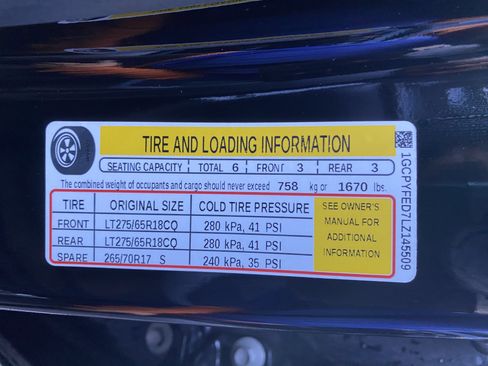 TIRE AND LOADING INFORMATION
SEATING CAPACITY TOTAL 6 FRONT 3 REAR 3
The combined weight of occupants and cargo should never exceed 758 kg or 1670 lbs.
TIRE ORIGINAL SIZE COLD TIRE PRESSURE
FRONT LT275/65R18CQ 280 kPa, 41 PSI
REAR LT275/65R18CQ 280 kPa, 41 PSI
SPARE 265/70R17 S 240 kPa, 35 PSI
SEE OWNER'S
MANUAL FOR
ADDITIONAL
INFORMATION
1GCPYFED7LZ145509